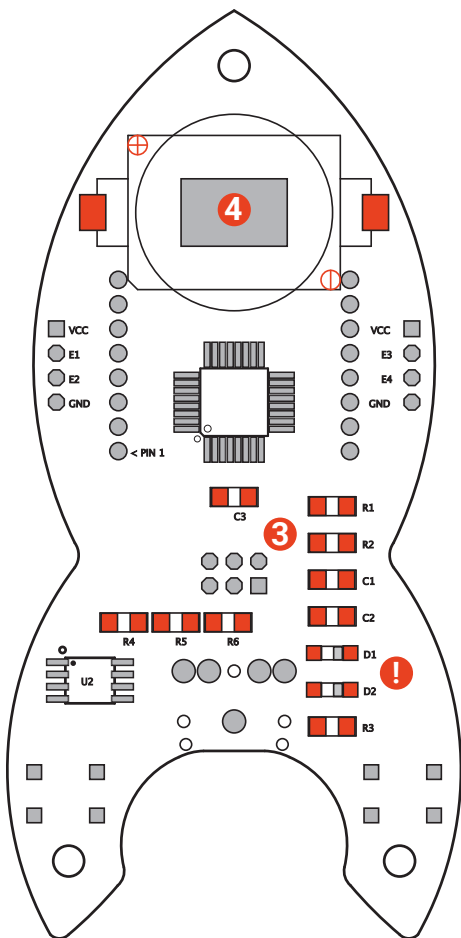 4
VCC VCC
E1 E3
E2 E4
GND GND
< PIN 1
C3
R1
3
R2
C1
C2
R4 R5 R6
D1
U2
!
D2
R3